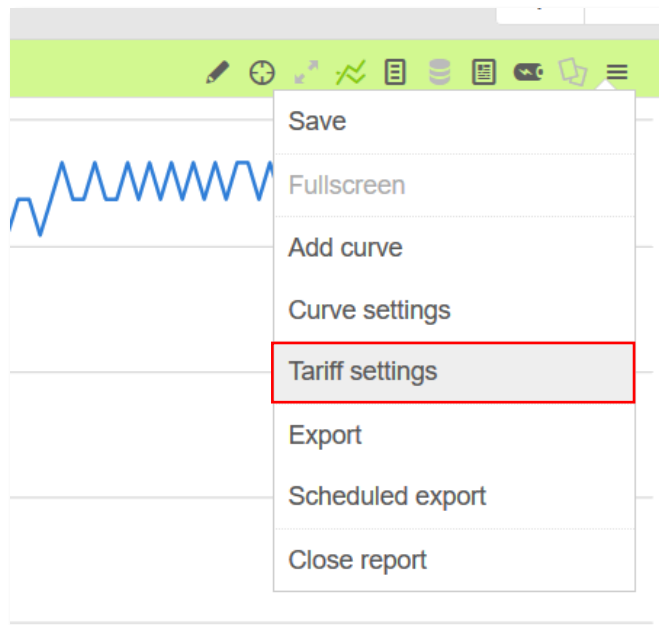 Save
Fullscreen
Add curve
Curve settings
Tariff settings
Export
Scheduled export
Close report